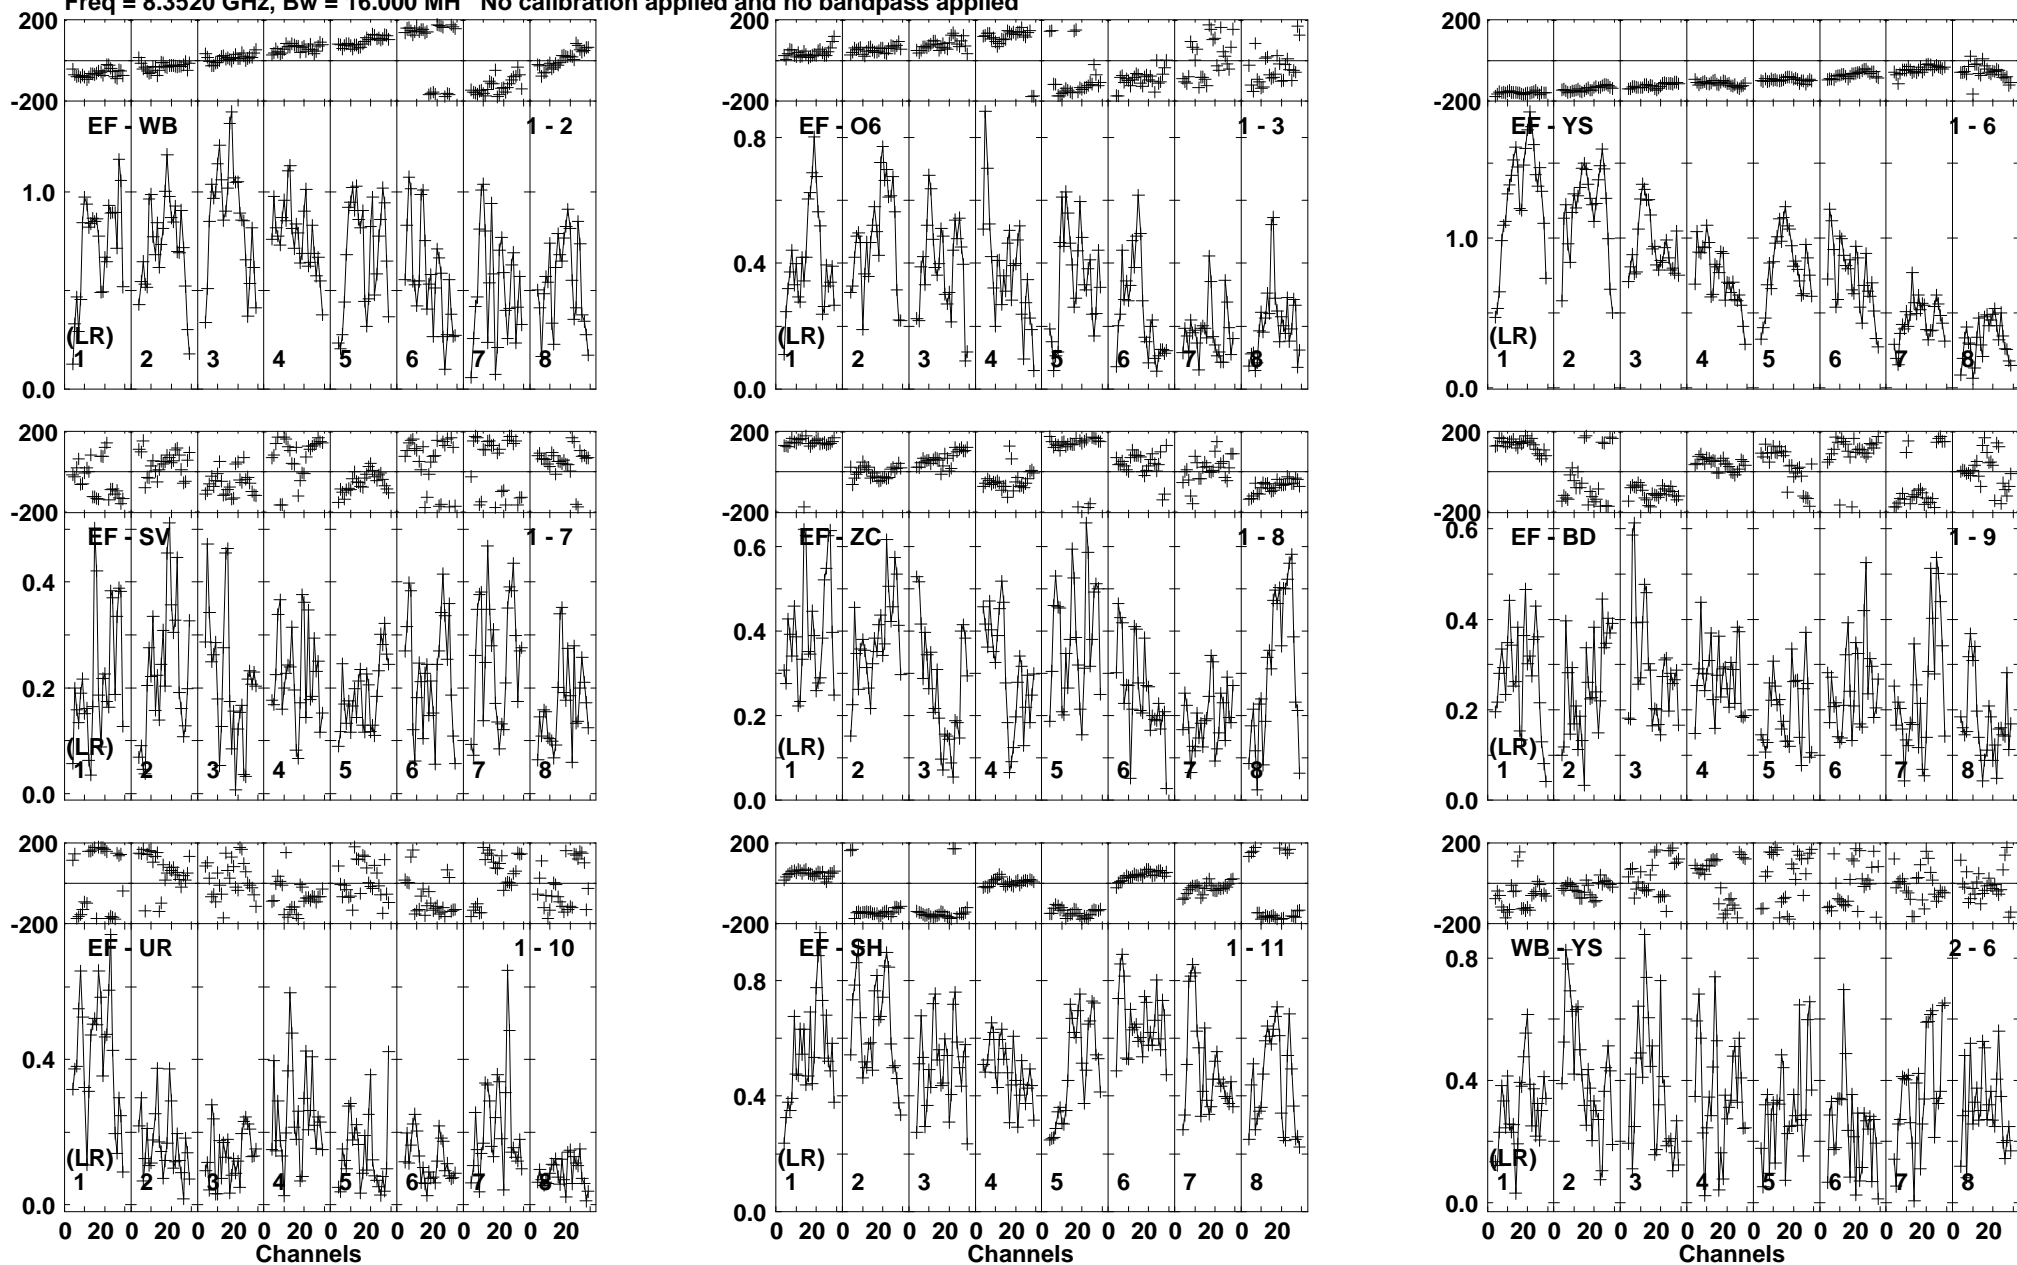 Freq = 8.3520 GHz, Bw = 16.000 MH No calibration applied and no bandpass applied
200 200 200
-200 -200 -200
EF - WB 1 - 2 EF - O6 1 - 3 EF - YS 1 - 6
0.8
1.0 1.0
0.4
(LR) (LR) (LR)
1 2 3 4 5 6 7 8 1 2 3 4 5 6 7 8 1 2 3 4 5 6 7 8
0.0 0.0 0.0
200 200 200
-200 -200 -200
EF - SV 1 - 7 EF - ZC 1 - 8 EF - BD 1 - 9
0.6 0.6
0.4 0.4 0.4
0.2 0.2 0.2
(LR) (LR)
1 2 3 4 5 6 7 8 1 2 3 4 5 6 7 8 1 2 3 4 5 6 7 8
0.0 0.0 0.0
200 200 200
-200 -200 -200
EF - UR 1 - 10 EF - SH 1 - 11 WB - YS 2 - 6
0.8 0.8
0.4 0.4 0.4
(LR) (LR) (LR)
1 2 3 4 5 6 7 8 1 2 3 4 5 6 7 8 1 2 3 4 5 6 7 8
0.0 0.0 0.0
0 20 0 20 0 20 0 20 0 20 0 20 0 20 0 20 0 20 0 20 0 20 0 20 0 20 0 20 0 20 0 20 0 20 0 20 0 20 0 20 0 20 0 20 0 20 0 20
Channels Channels Channels